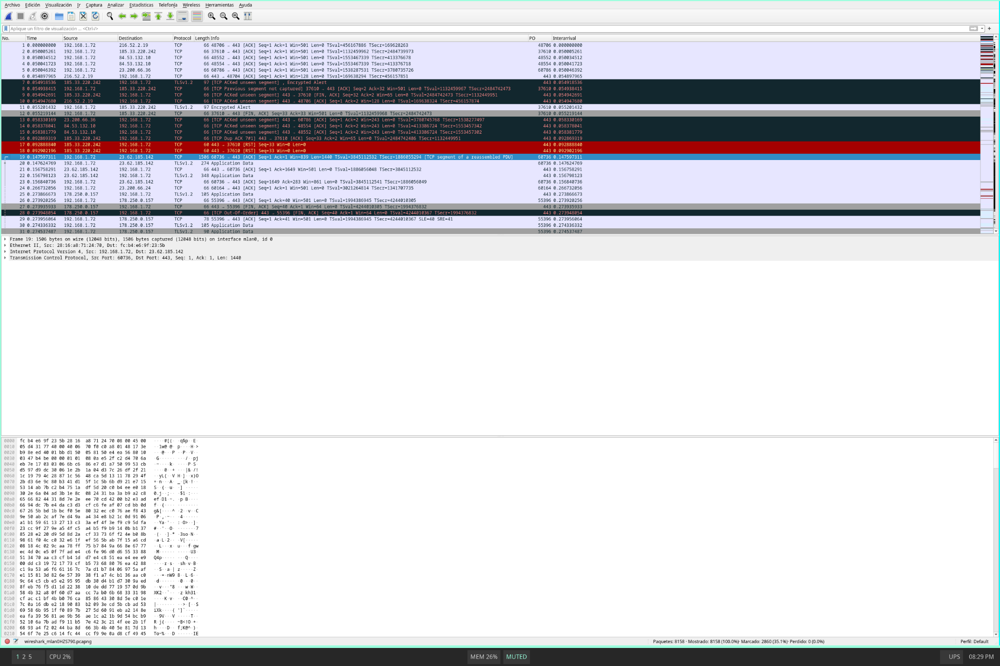 Archivo Edición Visualización Ir Captura Analizar Estadísticas Telefonía Wireless Herramientas Ayuda
Aplique un filtro de visualización ... <Ctrl-/>
No. Time Source Destination Protocol Length Info PO Interarrival
1 0.000000000 192.168.1.72 216.52.2.19 TCP 66 48706 → 443 [ACK] Seq=1 Ack=1 Win=501 Len=0 TSval=456167886 TSecr=169628263 48706 0.000000000
2 0.050005261 192.168.1.72 185.33.220.242 TCP 66 37610 → 443 [ACK] Seq=1 Ack=1 Win=501 Len=0 TSval=1132459962 TSecr=2484739973 37610 0.050005261
3 0.050034512 192.168.1.72 84.53.132.10 TCP 66 48552 → 443 [ACK] Seq=1 Ack=1 Win=501 Len=0 TSval=1553467339 TSecr=413376678 48552 0.050034512
4 0.050041723 192.168.1.72 84.53.132.10 TCP 66 48554 → 443 [ACK] Seq=1 Ack=1 Win=501 Len=0 TSval=1553467339 TSecr=413376718 48554 0.050041723
5 0.050046392 192.168.1.72 23.200.66.36 TCP 66 60786 → 443 [ACK] Seq=1 Ack=1 Win=501 Len=0 TSval=1538287531 TSecr=3780735726 60786 0.050046392
6 0.054897965 216.52.2.19 192.168.1.72 TCP 66 443 → 48704 [ACK] Seq=1 Ack=1 Win=128 Len=0 TSval=169638294 TSecr=456157851 443 0.054897965
7 0.054918536 185.33.220.242 192.168.1.72 TLSv1.2 97 [TCP ACKed unseen segment] , Encrypted Alert 443 0.054918536
8 0.054938415 192.168.1.72 185.33.220.242 TCP 66 [TCP Previous segment not captured] 37610 → 443 [ACK] Seq=2 Ack=32 Win=501 Len=0 TSval=1132459967 TSecr=2484742473 37610 0.054938415
9 0.054942691 185.33.220.242 192.168.1.72 TCP 66 [TCP ACKed unseen segment] 443 → 37610 [FIN, ACK] Seq=32 Ack=2 Win=65 Len=0 TSval=2484742473 TSecr=1132449951 443 0.054942691
10 0.054947680 216.52.2.19 192.168.1.72 TCP 66 [TCP ACKed unseen segment] 443 → 48706 [ACK] Seq=1 Ack=2 Win=128 Len=0 TSval=169638324 TSecr=456157874 443 0.054947680
11 0.055201432 192.168.1.72 185.33.220.242 TLSv1.2 97 Encrypted Alert 37610 0.055201432
12 0.055219144 192.168.1.72 185.33.220.242 TCP 66 37610 → 443 [FIN, ACK] Seq=33 Ack=33 Win=501 Len=0 TSval=1132459968 TSecr=2484742473 37610 0.055219144
13 0.058330169 23.200.66.36 192.168.1.72 TCP 66 [TCP ACKed unseen segment] 443 → 60786 [ACK] Seq=1 Ack=2 Win=243 Len=0 TSval=3780745768 TSecr=1538277497 443 0.058330169
14 0.058378041 84.53.132.10 192.168.1.72 TCP 66 [TCP ACKed unseen segment] 443 → 48554 [ACK] Seq=1 Ack=2 Win=243 Len=0 TSval=413386724 TSecr=1553457342 443 0.058378041
15 0.058381779 84.53.132.10 192.168.1.72 TCP 66 [TCP ACKed unseen segment] 443 → 48552 [ACK] Seq=1 Ack=2 Win=243 Len=0 TSval=413386724 TSecr=1553457302 443 0.058381779
16 0.092869319 185.33.220.242 192.168.1.72 TCP 66 [TCP Dup ACK 7#1] 443 → 37610 [ACK] Seq=33 Ack=2 Win=65 Len=0 TSval=2484742486 TSecr=1132449951 443 0.092869319
17 0.092888840 185.33.220.242 192.168.1.72 TCP 60 443 → 37610 [RST] Seq=33 Win=0 Len=0 443 0.092888840
18 0.092902196 185.33.220.242 192.168.1.72 TCP 60 443 → 37610 [RST] Seq=33 Win=0 Len=0 443 0.092902196
19 0.147597311 192.168.1.72 23.62.185.142 TCP 1506 60736 → 443 [ACK] Seq=1 Ack=1 Win=839 Len=1440 TSval=3845112532 TSecr=1886055294 [TCP segment of a reassembled PDU] 60736 0.147597311
20 0.147624769 192.168.1.72 23.62.185.142 TLSv1.2 274 Application Data 60736 0.147624769
21 0.156758291 23.62.185.142 192.168.1.72 TCP 66 443 → 60736 [ACK] Seq=1 Ack=1649 Win=501 Len=0 TSval=1886056048 TSecr=3845112532 443 0.156758291
22 0.156798123 23.62.185.142 192.168.1.72 TLSv1.2 348 Application Data 443 0.156798123
23 0.156840736 192.168.1.72 23.62.185.142 TCP 66 60736 → 443 [ACK] Seq=1649 Ack=283 Win=861 Len=0 TSval=3845112541 TSecr=1886056049 60736 0.156840736
24 0.266732056 192.168.1.72 23.200.66.24 TCP 66 60164 → 443 [ACK] Seq=1 Ack=1 Win=501 Len=0 TSval=3021264814 TSecr=1341707735 60164 0.266732056
25 0.273866673 178.250.0.157 192.168.1.72 TLSv1.2 105 Application Data 443 0.273866673
26 0.273920256 192.168.1.72 178.250.0.157 TCP 66 55396 → 443 [ACK] Seq=1 Ack=40 Win=501 Len=0 TSval=1994386945 TSecr=4244010305 55396 0.273920256
27 0.273935933 178.250.0.157 192.168.1.72 TCP 66 443 → 55396 [FIN, ACK] Seq=40 Ack=1 Win=64 Len=0 TSval=4244010305 TSecr=1994376832 443 0.273935933
28 0.273948054 178.250.0.157 192.168.1.72 TCP 66 [TCP Out-Of-Order] 443 → 55396 [FIN, ACK] Seq=40 Ack=1 Win=64 Len=0 TSval=4244010367 TSecr=1994376832 443 0.273948054
29 0.273956064 192.168.1.72 178.250.0.157 TCP 78 55396 → 443 [ACK] Seq=1 Ack=41 Win=501 Len=0 TSval=1994386945 TSecr=4244010367 SLE=40 SRE=41 55396 0.273956064
30 0.274336332 192.168.1.72 178.250.0.157 TLSv1.2 105 Application Data 55396 0.274336332
31 0.274537487 192.168.1.72 178.250.0.157 TLSv1.2 90 Application Data 55396 0.274537487
Frame 19: 1506 bytes on wire (12048 bits), 1506 bytes captured (12048 bits) on interface mlan0, id 0
Ethernet II, Src: 28:16:a8:71:24:70, Dst: fc:b4:e6:9f:23:5b
Internet Protocol Version 4, Src: 192.168.1.72, Dst: 23.62.185.142
Transmission Control Protocol, Src Port: 60736, Dst Port: 443, Seq: 1, Ack: 1, Len: 1440
0000 fc b4 e6 9f 23 5b 28 16 a8 71 24 70 08 00 45 00
0010 05 d4 31 77 40 00 40 06 70 f0 c0 a8 01 48 17 3e
0020 b9 8e ed 40 01 bb d1 50 05 81 50 e4 ea 56 80 10
0030 03 47 b4 be 00 00 01 01 08 0a e5 2f c2 d4 70 6a
0040 eb 7e 17 03 03 06 6b c6 86 e7 d1 a7 50 99 53 cb
0050 d5 97 d9 dc 30 06 1e 2b 1a 04 d3 7c 26 df 2f 21
0060 1c 19 79 4c 28 87 1c 56 48 ca 5d 13 11 78 29 4f
0070 2b d3 6e 9c 80 b3 41 d1 5f 1c 5b 6b d9 21 e7 15
0080 53 14 ab 7b c2 b4 75 1a df 5d 20 c0 b4 ee e0 18
0090 30 2e 6a 04 ad 3b 1e 8c 08 24 31 ba 3a b9 a2 c8
00a0 65 66 82 44 31 8d 7e 2e ee 70 cd 42 00 b2 e3 ad
00b0 66 94 dc 7b e4 da c3 d3 cf c6 fe af 07 cd bb 0d
00c0 67 26 5b bd 1b bc f0 5e 80 32 ec c0 76 ae f8 43
00d0 9e 50 ab 2c af 7e d4 9a a4 34 e8 b2 1c 0d 91 06
00e0 a1 b1 59 61 13 27 13 c3 3a ef 4f 3e f9 c9 5d fa
00f0 23 cc 9f 27 9e a5 4f c5 a4 b5 f9 b9 14 0b b1 37
0100 85 28 e2 20 d9 5d 8d 2a cf 33 73 6f f2 4e b0 8b
0110 98 61 f0 4c c0 32 e6 1f ef 56 5b ab 7f 15 a6 cd
0120 08 18 4c 02 9c aa 78 ff 75 b7 84 9a 66 8e 67 77
0130 ec 4d 0c e5 0f 7f ad e4 c6 fe 96 d0 d6 55 33 88
0140 51 34 70 aa c3 cf b4 1d d7 e4 c8 51 ea e4 ee e9
0150 00 dd c3 19 72 17 73 cf b5 73 68 80 76 ea 42 88
0160 c1 9a 53 a6 f6 61 16 7c 7a d1 b7 84 06 97 5a af
0170 e1 15 81 3d 82 6e 57 39 38 f1 a7 4c b1 36 aa c0
0180 9c 64 c5 cb e5 e2 95 95 db 30 d4 b1 d7 30 9a ed
0190 8f eb 76 f5 d1 1d 22 38 10 de dd 77 19 57 0d 9b
01a0 58 4b 32 a8 0f 60 d7 aa cc 7a b0 6b 68 33 31 98
01b0 cf ac c1 bf 4b b0 76 ca 85 86 43 30 8d 5e c0 1e
01c0 7c 0a 16 db e2 18 90 83 b2 09 3e cd 5b cb ad 53
01d0 69 58 6b 95 1f f0 89 7b 27 5d 60 91 eb a2 14 8e
01e0 ea fa 39 56 81 ae 9b 56 ae 1c a2 1b 9d 54 bc b9
01f0 52 10 6a 7b ad f9 11 b5 7e 42 3c 21 4f ee 2b 1f
0200 68 93 a4 f2 02 44 ba 8d 66 3b 4b 40 5e 81 7d 13
0210 54 6f 7e 25 c6 14 fc 44 cc f9 9e 0a d8 cf 49 45
wireshark_mlan0HZS790.pcapng Paquetes: 8158 · Mostrado: 8158 (100.0%) · Marcado: 2860 (35.1%) · Perdido: 0 (0.0%) Perfil: Default
1 2 5 CPU 2% MEM 26% MUTED UPS 08:29 PM